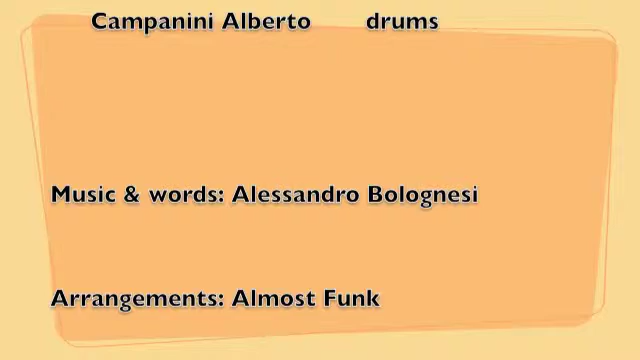 Campanini Alberto drums
Music & words: Alessandro Bolognesi
Arrangements: Almost Funk